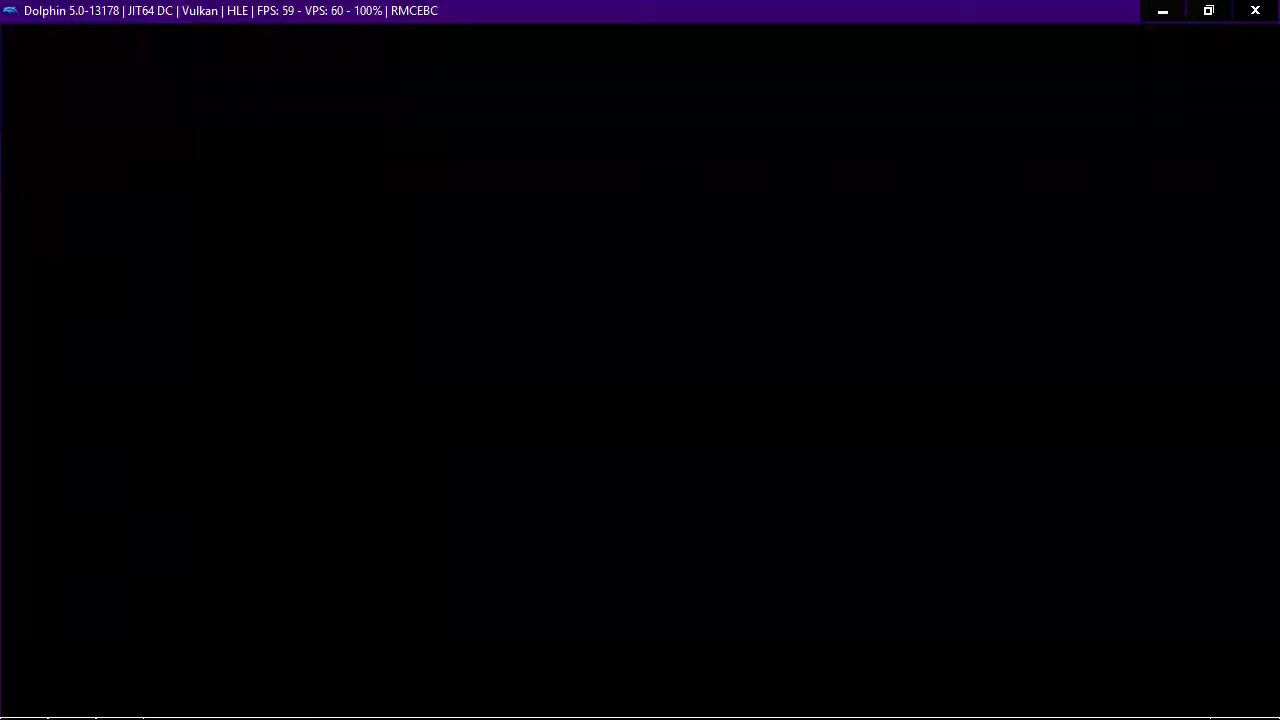 Dolphin 5.0-13178 | JIT64 DC | Vulkan | HLE | FPS: 59 - VPS: 60 - 100% | RMCEBC